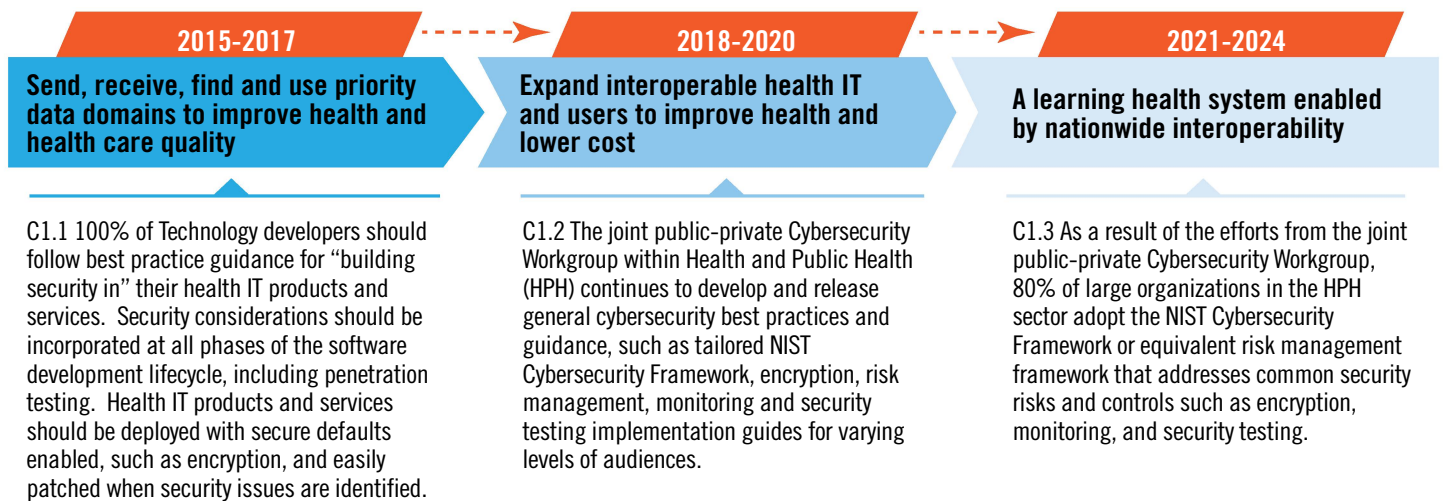 2015-2017
Send, receive, find and use priority
data domains to improve health and
health care quality
C1.1 100% of Technology developers should
follow best practice guidance for “building
security in” their health IT products and
services.  Security considerations should be
incorporated at all phases of the software
development lifecycle, including penetration
testing.  Health IT products and services
should be deployed with secure defaults
enabled, such as encryption, and easily
patched when security issues are identified.
2018-2020
Expand interoperable health IT
and users to improve health and
lower cost
C1.2 The joint public-private Cybersecurity
Workgroup within Health and Public Health
(HPH) continues to develop and release
general cybersecurity best practices and
guidance, such as tailored NIST
Cybersecurity Framework, encryption, risk
management, monitoring and security
testing implementation guides for varying
levels of audiences.
2021-2024
A learning health system enabled
by nationwide interoperability
C1.3 As a result of the efforts from the joint
public-private Cybersecurity Workgroup,
80% of large organizations in the HPH
sector adopt the NIST Cybersecurity
Framework or equivalent risk management
framework that addresses common security
risks and controls such as encryption,
monitoring, and security testing.